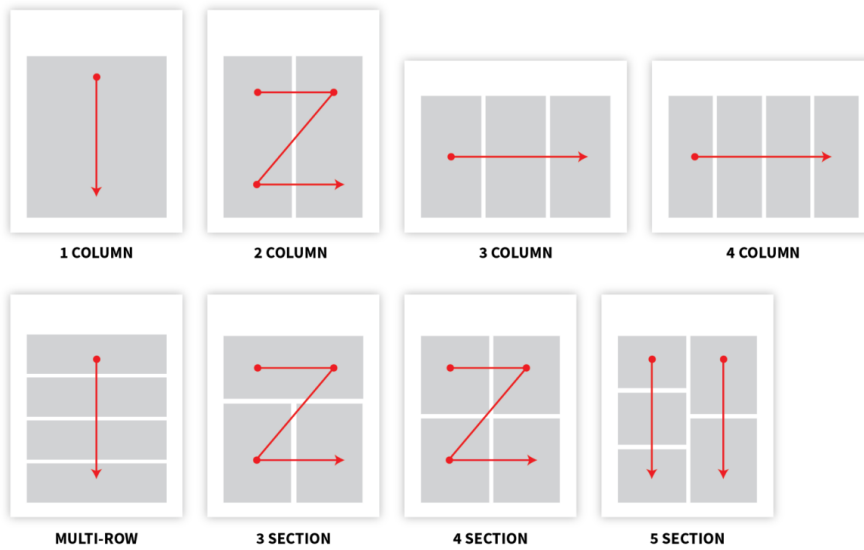 1 COLUMN
2 COLUMN
3 COLUMN
4 COLUMN
MULTI-ROW
3 SECTION
4 SECTION
5 SECTION